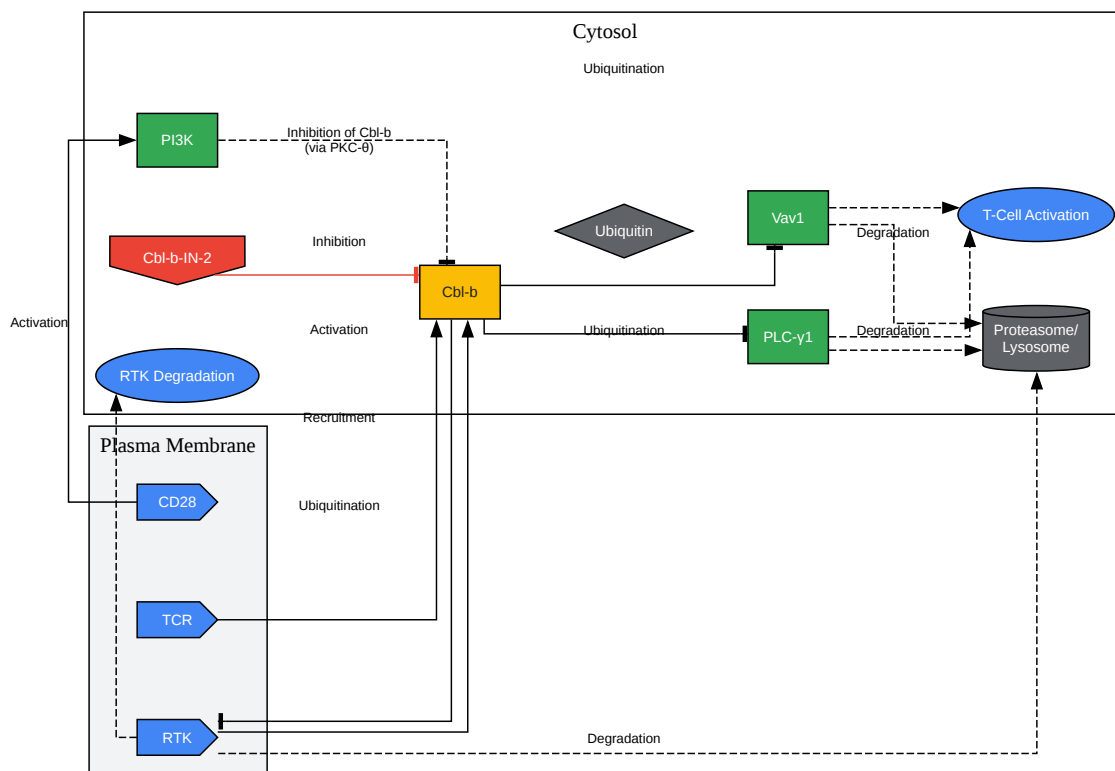 Cytosol
Ubiquitination
PI3K
Inhibition of Cbl-b
(via PKC-θ)
Vav1
T-Cell Activation
Ubiquitin
Degradation
Inhibition
Cbl-b-IN-2
Cbl-b
Activation
Activation
Ubiquitination
PLC-γ1
Degradation
Proteasome/
Lysosome
RTK Degradation
Recruitment
Plasma Membrane
CD28
Ubiquitination
TCR
RTK
Degradation